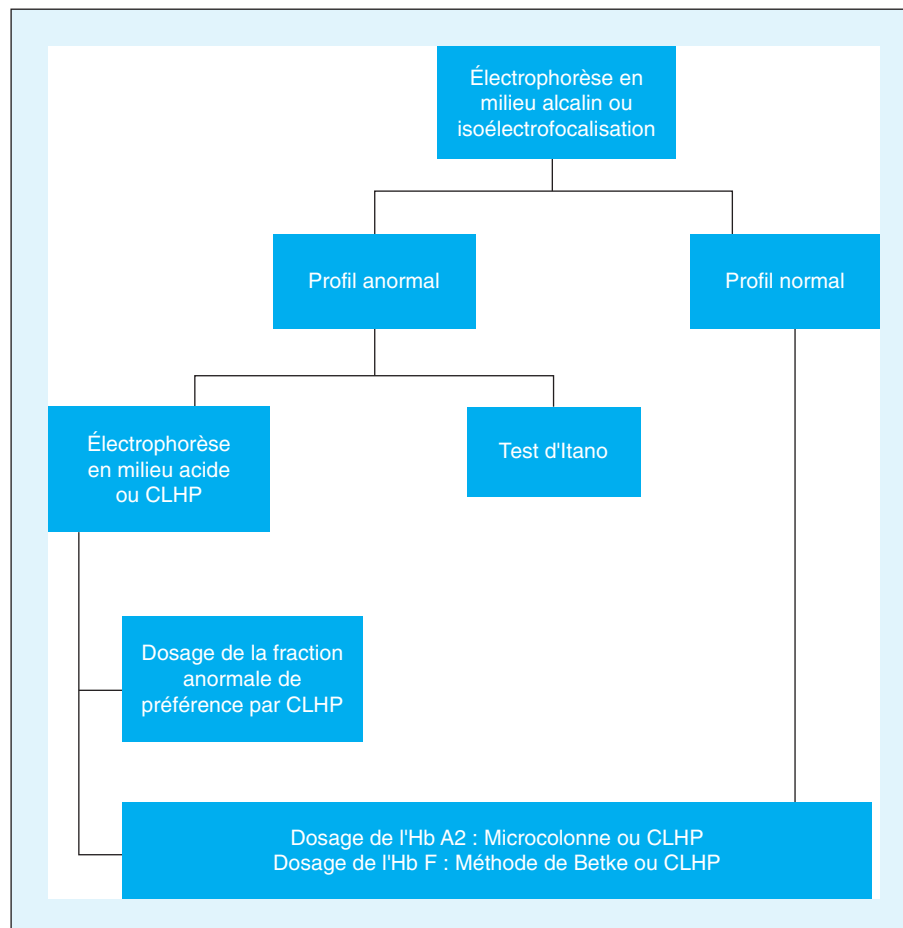 Électrophorèse en
milieu alcalin ou
isoélectrofocalisation
Profil anormal
Profil normal
Électrophorèse
en milieu acide
ou CLHP
Test d'Itano
Dosage de la fraction
anormale de
préférence par CLHP
Dosage de l'Hb A2 : Microcolonne ou CLHP
Dosage de l'Hb F : Méthode de Betke ou CLHP